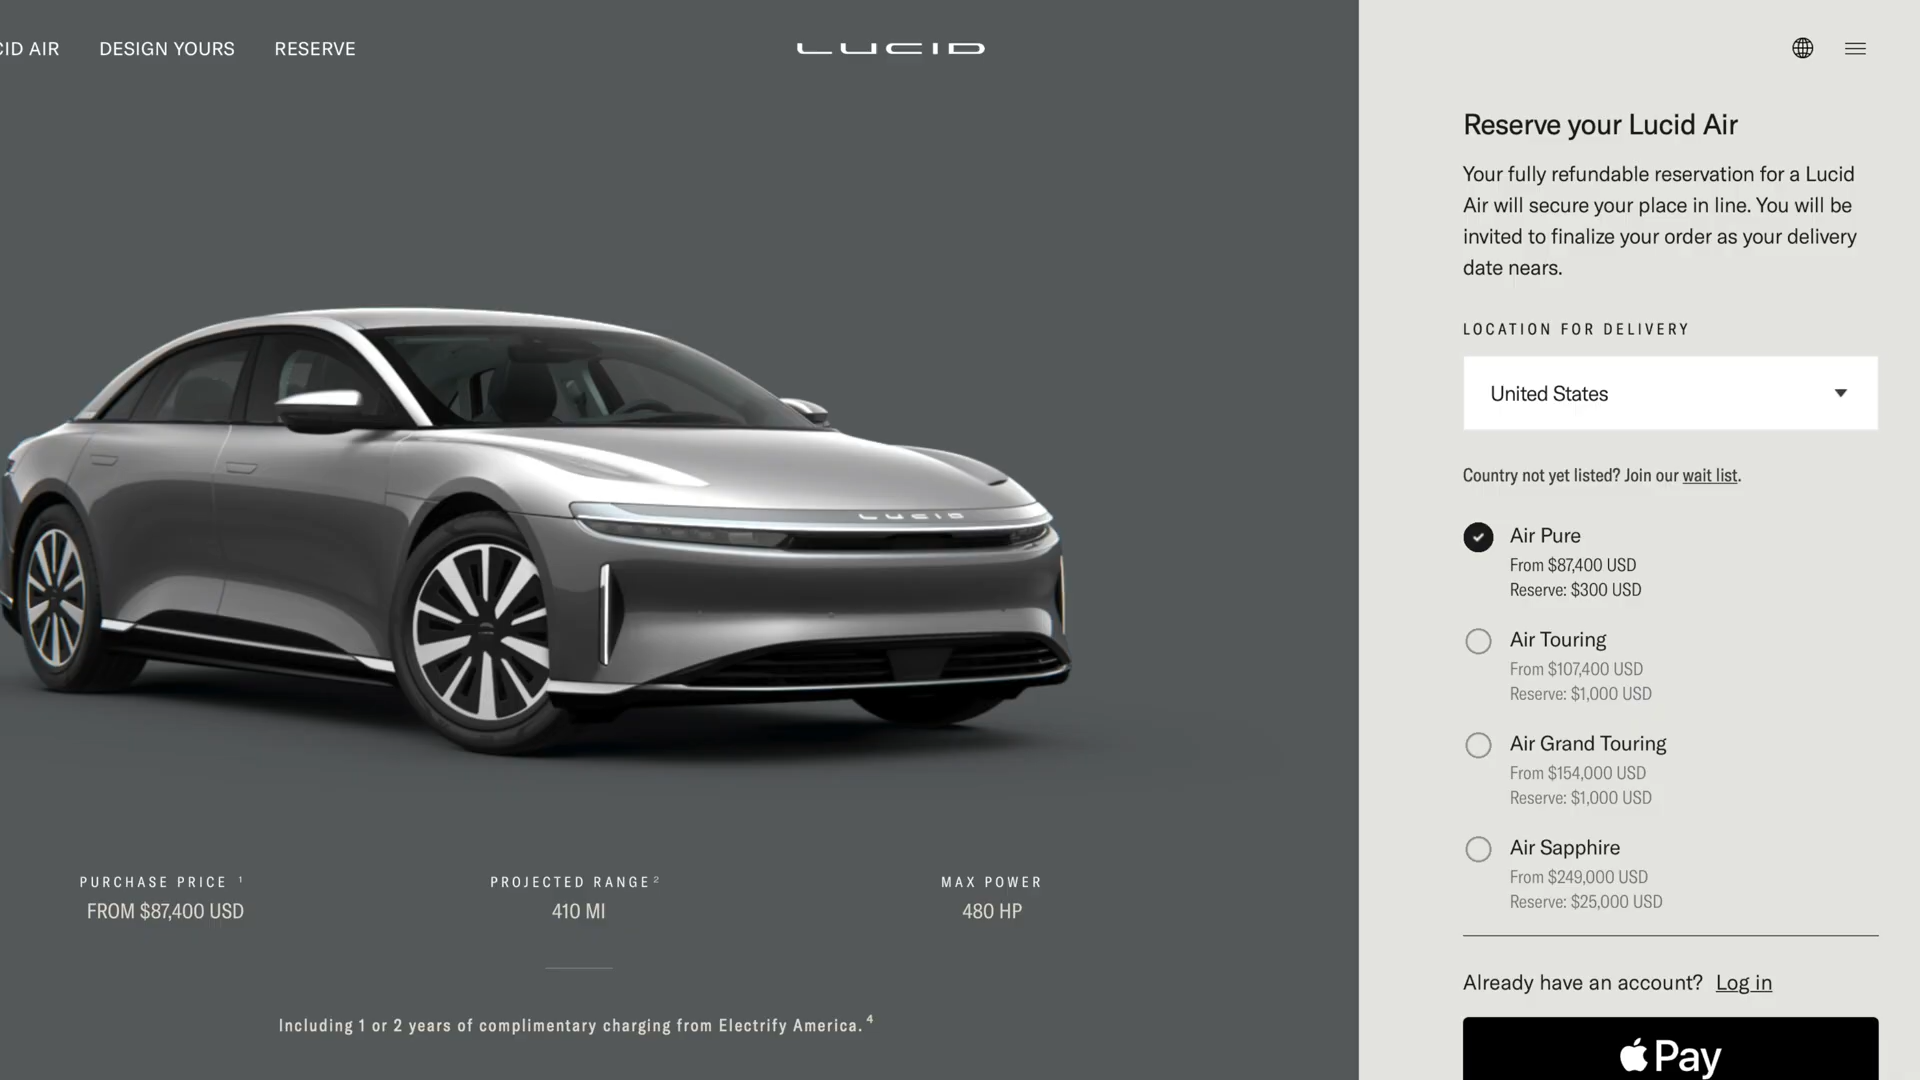 CID AIR
DESIGN YOURS
RESERVE
LUCID
Reserve your Lucid Air
Your fully refundable reservation for a Lucid
Air will secure your place in line. You will be
invited to finalize your order as your delivery
date nears.
LOCATION FOR DELIVERY
United States
Country not yet listed? Join our wait list.
Air Pure
From $87,400 USD
Reserve: $300 USD
Air Touring
From $107,400 USD
Reserve: $1,000 USD
Air Grand Touring
From $154,000 USD
Reserve: $1,000 USD
Air Sapphire
From $249,000 USD
Reserve: $25,000 USD
Already have an account? Log in
Pay
LUCID
PURCHASE PRICE 1
FROM $87,400 USD
PROJECTED RANGE 2
410 MI
MAX POWER
480 HP
Including 1 or 2 years of complimentary charging from Electrify America. 4